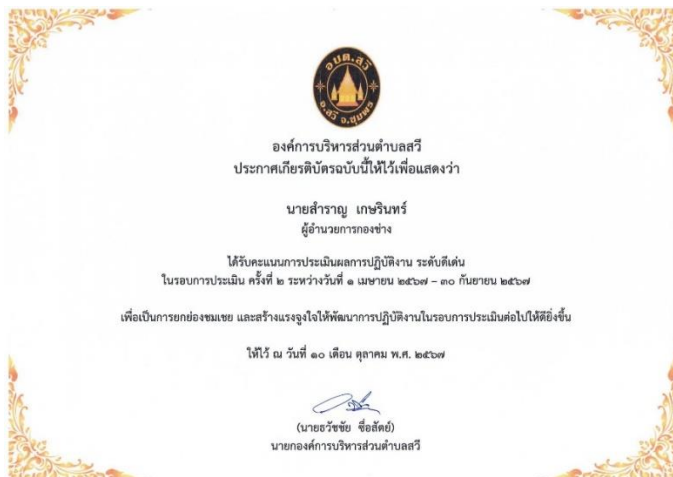 อบต.สวี
อ.สวี จ.ชุมพร
องค์การบริหารส่วนตำบลสวี
ประกาศเกียรติบัตรฉบับนี้ให้ไว้เพื่อแสดงว่า
นายสำราญ เกษรินทร์
ผู้อำนวยการกองช่าง
ได้รับคะแนนการประเมินผลการปฏิบัติงาน ระดับดีเด่น
ในรอบการประเมิน ครั้งที่ ๒ ระหว่างวันที่ ๑ เมษายน ๒๕๖๗ – ๓๐ กันยายน ๒๕๖๗
เพื่อเป็นการยกย่องชมเชย และสร้างแรงจูงใจให้พัฒนาการปฏิบัติงานในรอบการประเมินต่อไปให้ดียิ่งขึ้น
ให้ไว้ ณ วันที่ ๑๐ เดือน ตุลาคม พ.ศ. ๒๕๖๗
(นายธวัชชัย ซื่อสัตย์)
นายกองค์การบริหารส่วนตำบลสวี